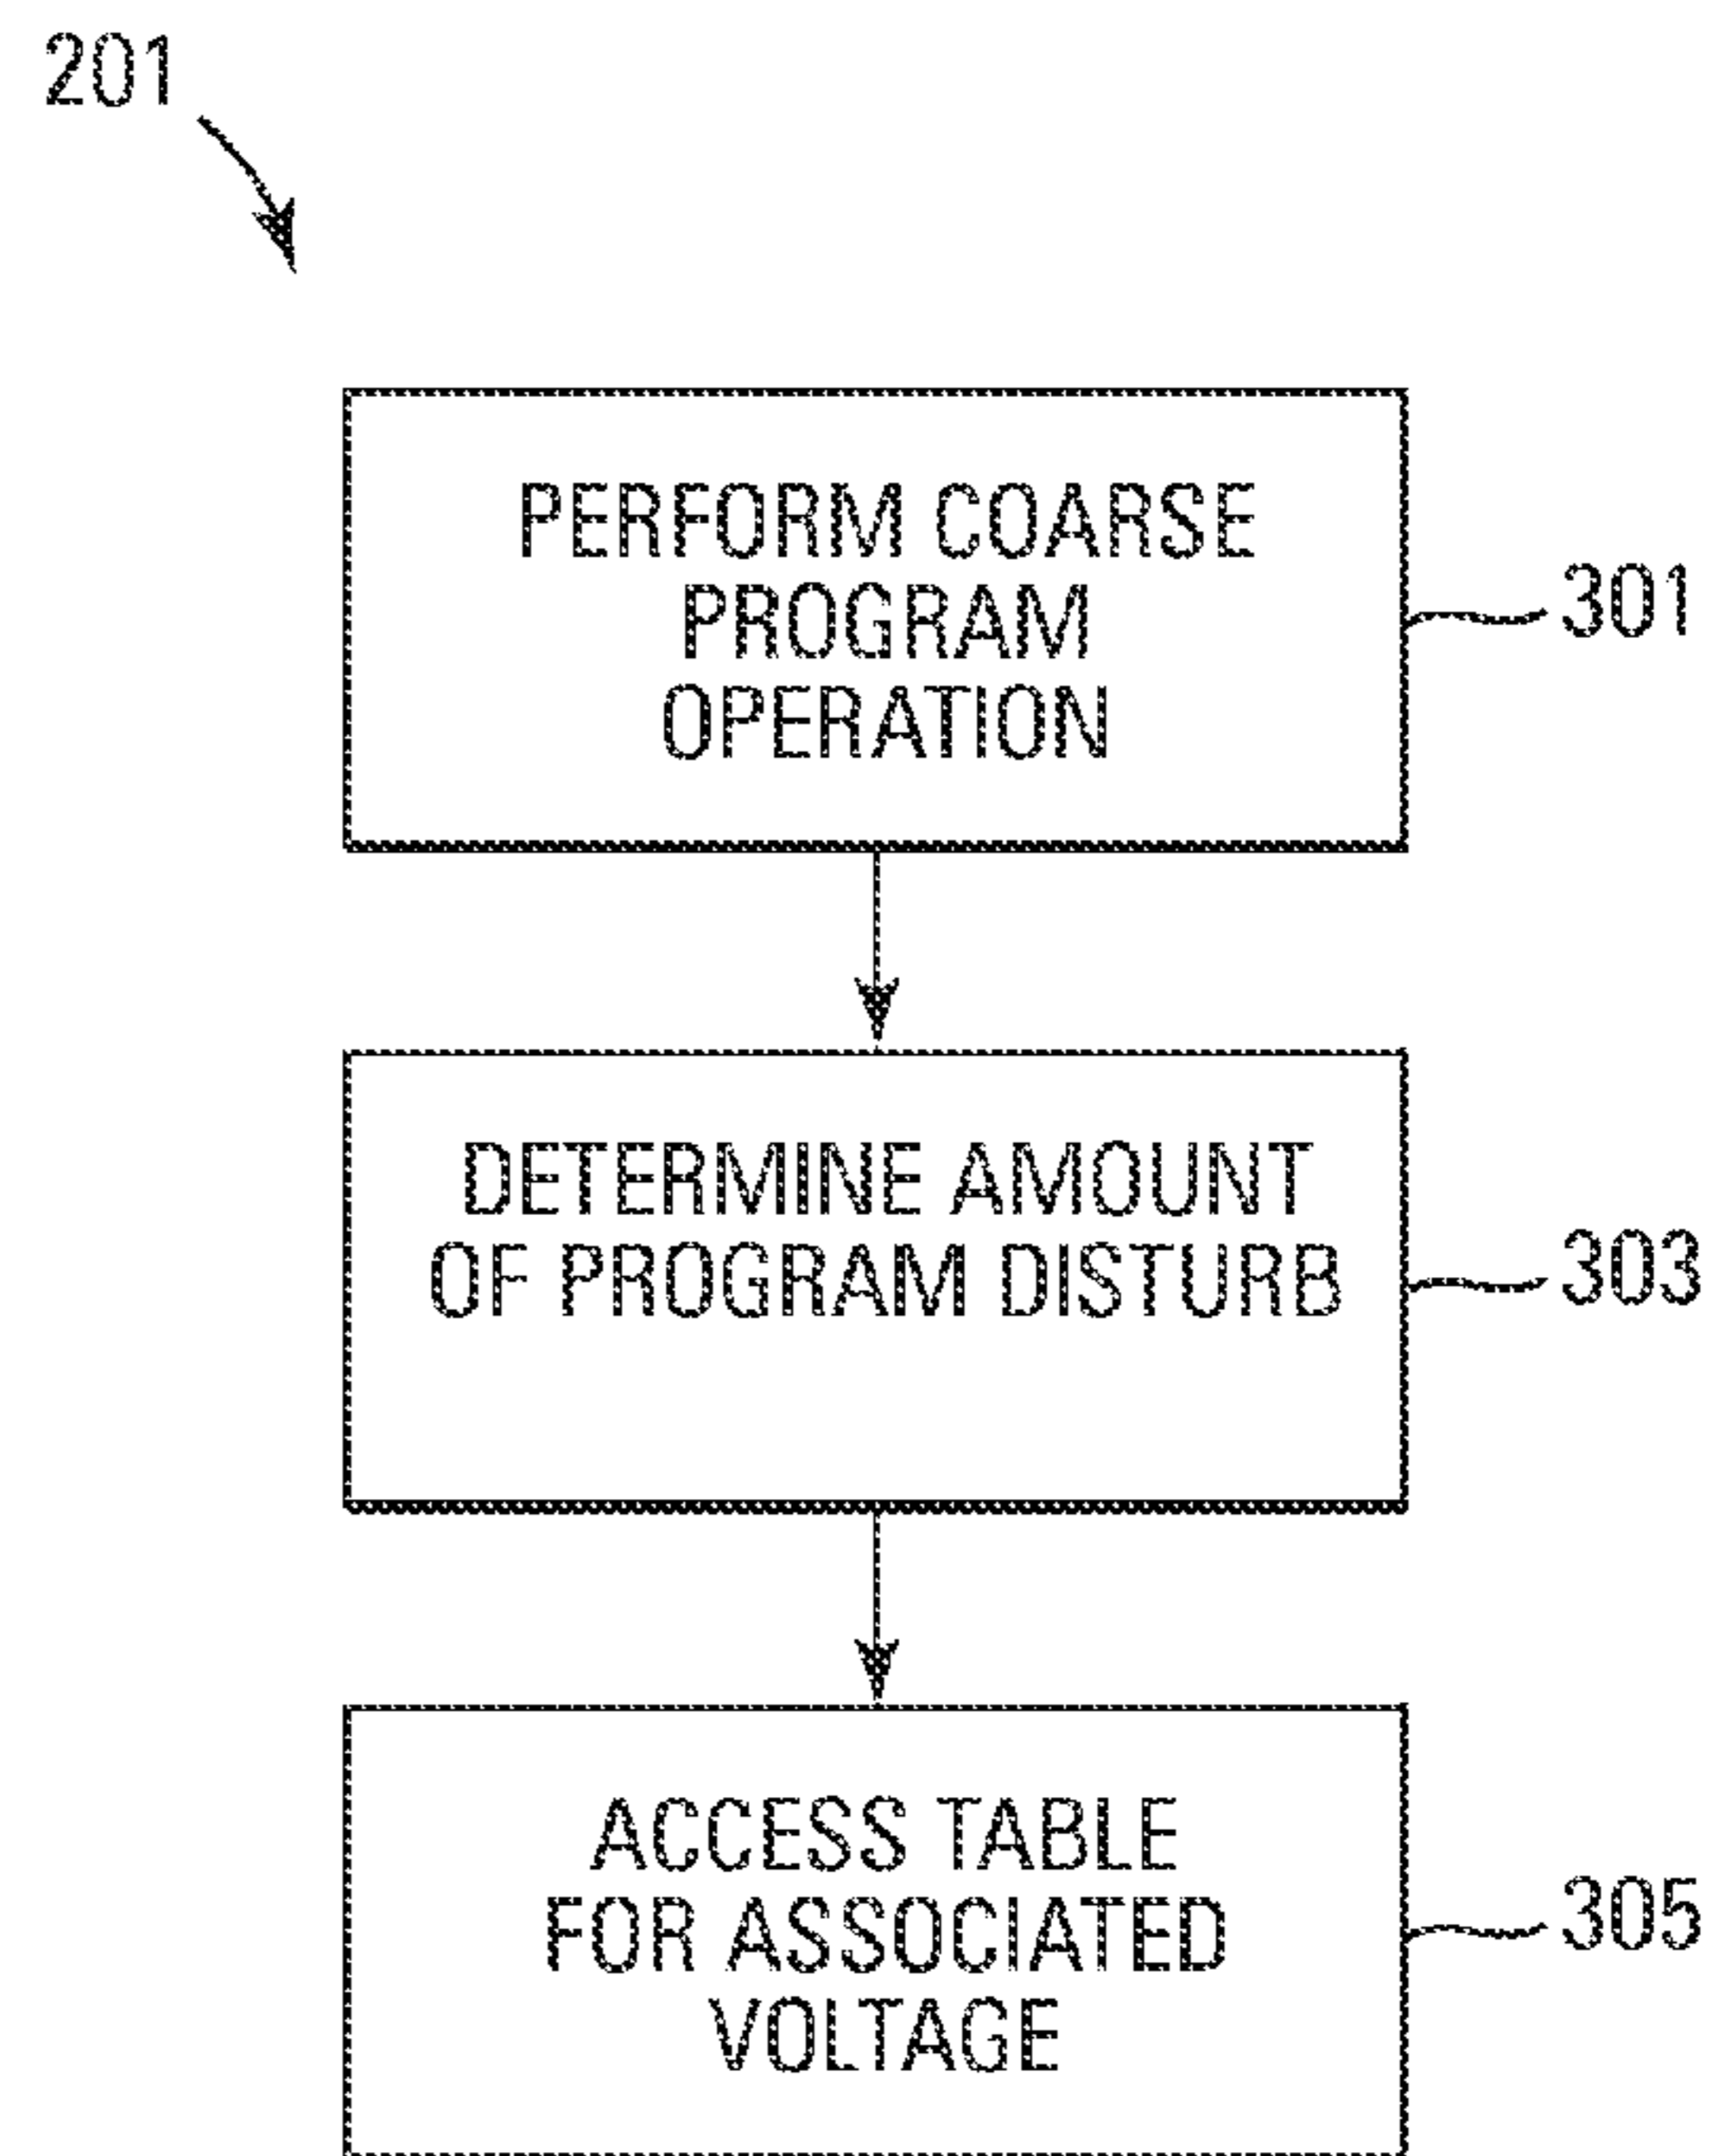 201
PERFORM COARSE
PROGRAM
OPERATION
301
DETERMINE AMOUNT
OF PROGRAM DISTURB
303
ACCESS TABLE
FOR ASSOCIATED
VOLTAGE
305